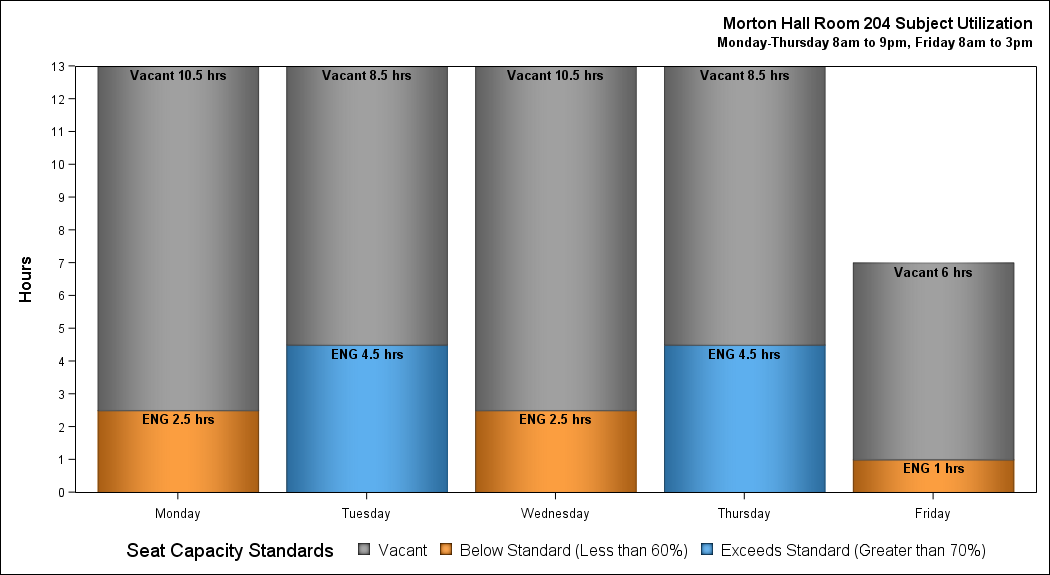 Morton Hall Room 204 Subject Utilization
Monday-Thursday 8am to 9pm, Friday 8am to 3pm
Hours
13
12
11
10
9
8
7
6
5
4
3
2
1
0
Vacant 10.5 hrs
ENG 2.5 hrs
Vacant 8.5 hrs
ENG 4.5 hrs
Vacant 10.5 hrs
ENG 2.5 hrs
Vacant 8.5 hrs
ENG 4.5 hrs
Vacant 6 hrs
ENG 1 hrs
Monday Tuesday Wednesday Thursday Friday
Seat Capacity Standards Vacant Below Standard (Less than 60%) Exceeds Standard (Greater than 70%)